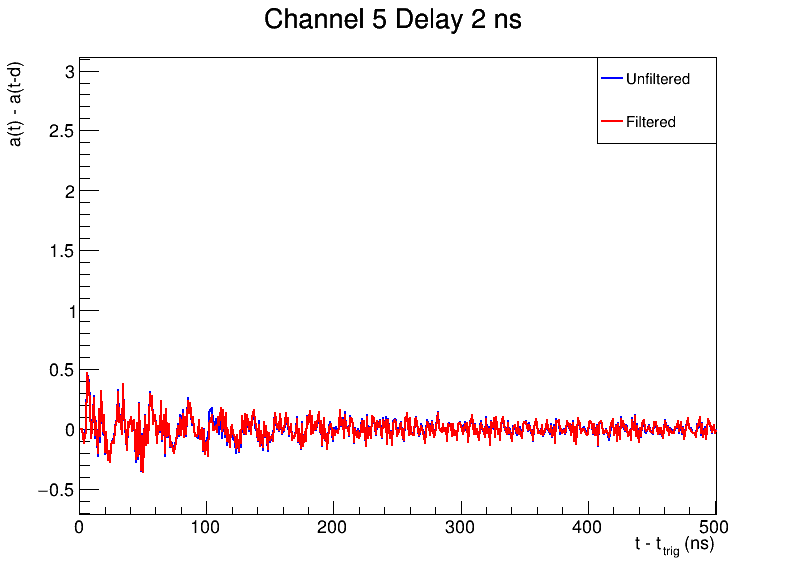 Channel 5 Delay 2 ns
a(t) - a(t-d)
3
2.5
2
1.5
1
0.5
0
−0.5
Unfiltered
Filtered
0 100 200 300 400 500
t - t_trig (ns)